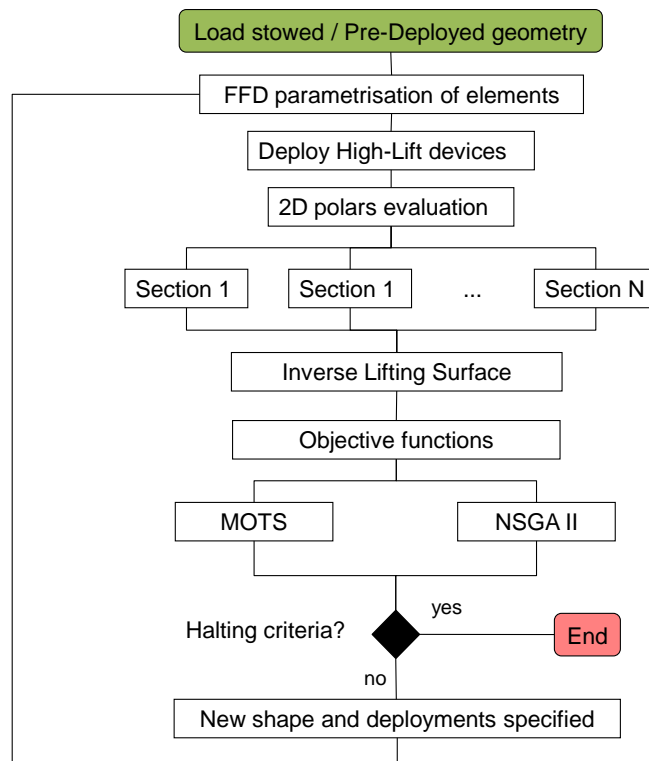 Load stowed / Pre-Deployed geometry
FFD parametrisation of elements
Deploy High-Lift devices
2D polars evaluation
Section 1
Section 1
...
Section N
Inverse Lifting Surface
Objective functions
MOTS
NSGA II
yes
Halting criteria?
End
no
New shape and deployments specified